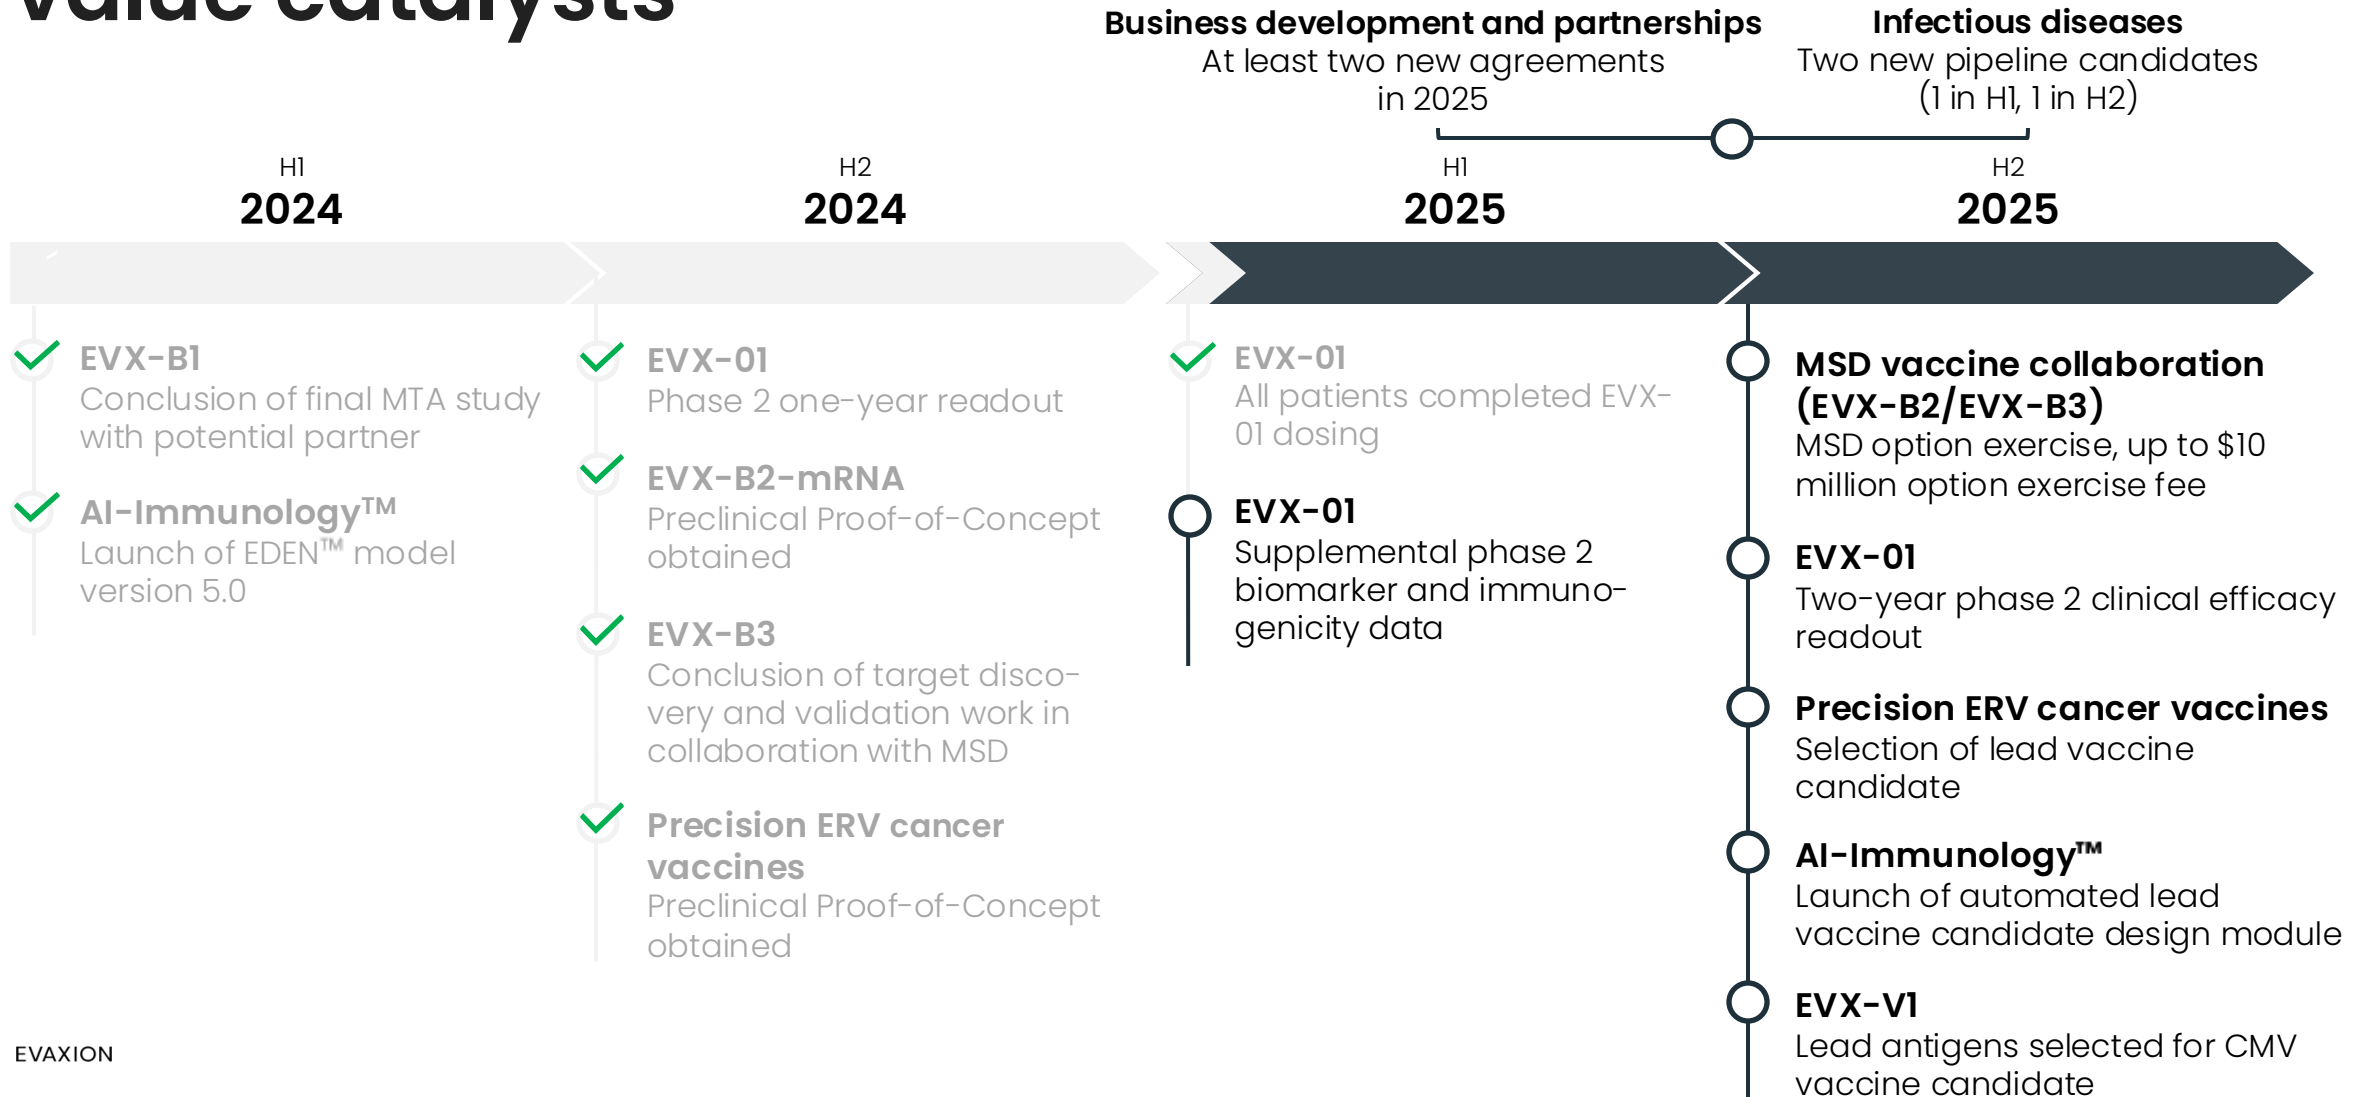 value catalysts
Business development and partnerships
At least two new agreements
in 2025
Infectious diseases
Two new pipeline candidates
(1 in H1, 1 in H2)
H1
2024
H2
2024
H1
2025
H2
2025
EVX-B1
Conclusion of final MTA study
with potential partner
AI-Immunology™
Launch of EDEN™ model
version 5.0
EVX-01
Phase 2 one-year readout
EVX-B2-mRNA
Preclinical Proof-of-Concept
obtained
EVX-B3
Conclusion of target disco-
very and validation work in
collaboration with MSD
Precision ERV cancer
vaccines
Preclinical Proof-of-Concept
obtained
EVX-01
All patients completed EVX-
01 dosing
EVX-01
Supplemental phase 2
biomarker and immuno-
genicity data
MSD vaccine collaboration
(EVX-B2/EVX-B3)
MSD option exercise, up to $10
million option exercise fee
EVX-01
Two-year phase 2 clinical efficacy
readout
Precision ERV cancer vaccines
Selection of lead vaccine
candidate
AI-Immunology™
Launch of automated lead
vaccine candidate design module
EVX-V1
Lead antigens selected for CMV
vaccine candidate
EVAXION